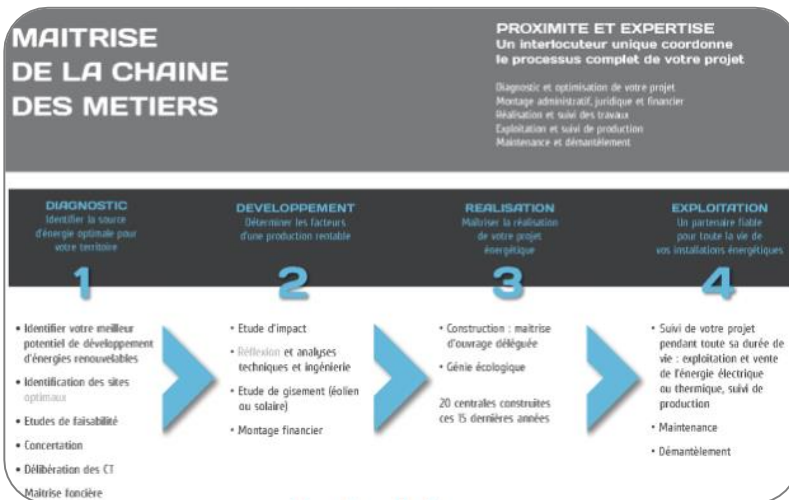 MAITRISE
DE LA CHAINE
DES METIERS
PROXIMITE ET EXPERTISE
Un interlocuteur unique coordonne
le processus complet de votre projet
Diagnostic et optimisation de votre projet
Montage administratif, juridique et financier
Réalisation et suivi des travaux
Exploitation et suivi de production
Maintenance et démantèlement
DIAGNOSTIC
Identifier la source
d'énergie optimale pour
votre territoire
1
• Identifier votre meilleur
potentiel de développement
d'énergies renouvelables
• Identification des sites
optimaux
• Etudes de faisabilité
• Concertation
• Délibération des CT
• Maîtrise foncière
DEVELOPPEMENT
Déterminer les facteurs
d'une production rentable
2
• Etude d'impact
• Réflexion et analyses
techniques et ingénierie
• Etude de gisement (éolien
ou solaire)
• Montage financier
REALISATION
Maîtriser la réalisation
de votre projet
énergétique
3
• Construction : maitrise
d'ouvrage déléguée
• Génie écologique
20 centrales construites
ces 15 dernières années
EXPLOITATION
Un partenaire fiable
pour toute la vie de
vos installations énergétiques
4
• Suivi de votre projet
pendant toute sa durée de
vie : exploitation et vente
de l'énergie électrique
ou thermique, suivi de
production
• Maintenance
• Démantèlement